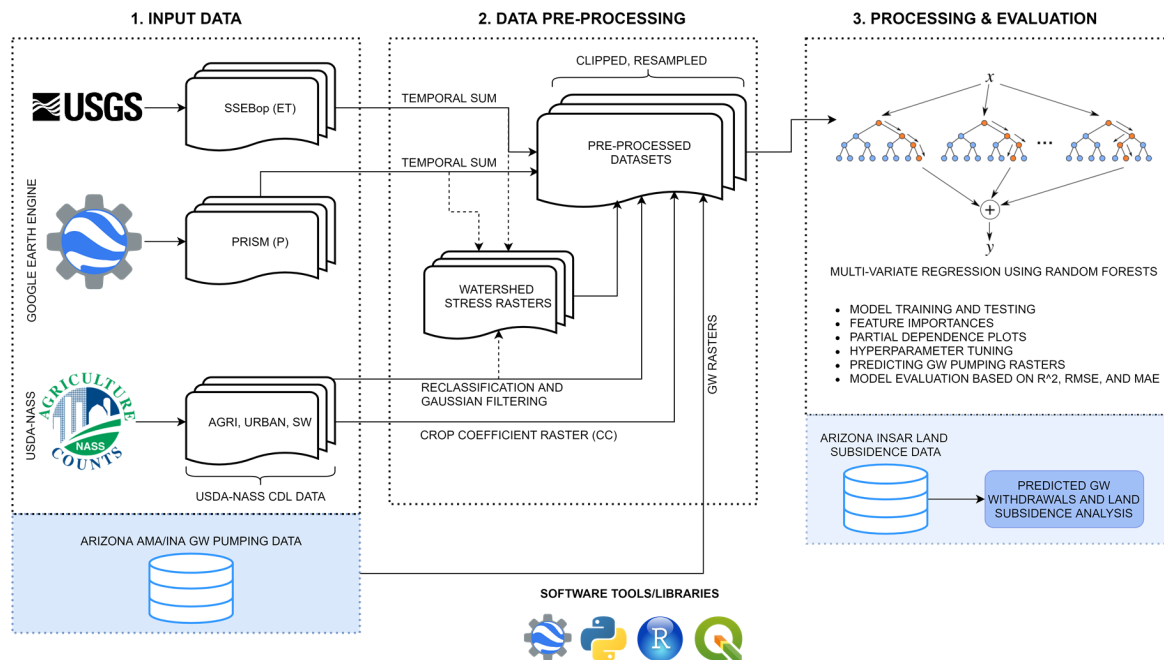 1. INPUT DATA
USGS
SSEBop (ET)
GOOGLE EARTH ENGINE
PRISM (P)
USDA-NASS
AGRICULTURE
NASS
COUNTS
AGRI, URBAN, SW
USDA-NASS CDL DATA
ARIZONA AMA/INA GW PUMPING DATA
2. DATA PRE-PROCESSING
CLIPPED, RESAMPLED
TEMPORAL SUM
PRE-PROCESSED
DATASETS
TEMPORAL SUM
WATERSHED
STRESS RASTERS
GW RASTERS
RECLASSIFICATION AND
GAUSSIAN FILTERING
CROP COEFFICIENT RASTER (CC)
3. PROCESSING & EVALUATION
x
...
+
y
MULTI-VARIATE REGRESSION USING RANDOM FORESTS
• MODEL TRAINING AND TESTING
• FEATURE IMPORTANCES
• PARTIAL DEPENDENCE PLOTS
• HYPERPARAMETER TUNING
• PREDICTING GW PUMPING RASTERS
• MODEL EVALUATION BASED ON R^2, RMSE, AND MAE
ARIZONA INSAR LAND
SUBSIDENCE DATA
PREDICTED GW
WITHDRAWALS AND LAND
SUBSIDENCE ANALYSIS
SOFTWARE TOOLS/LIBRARIES
R